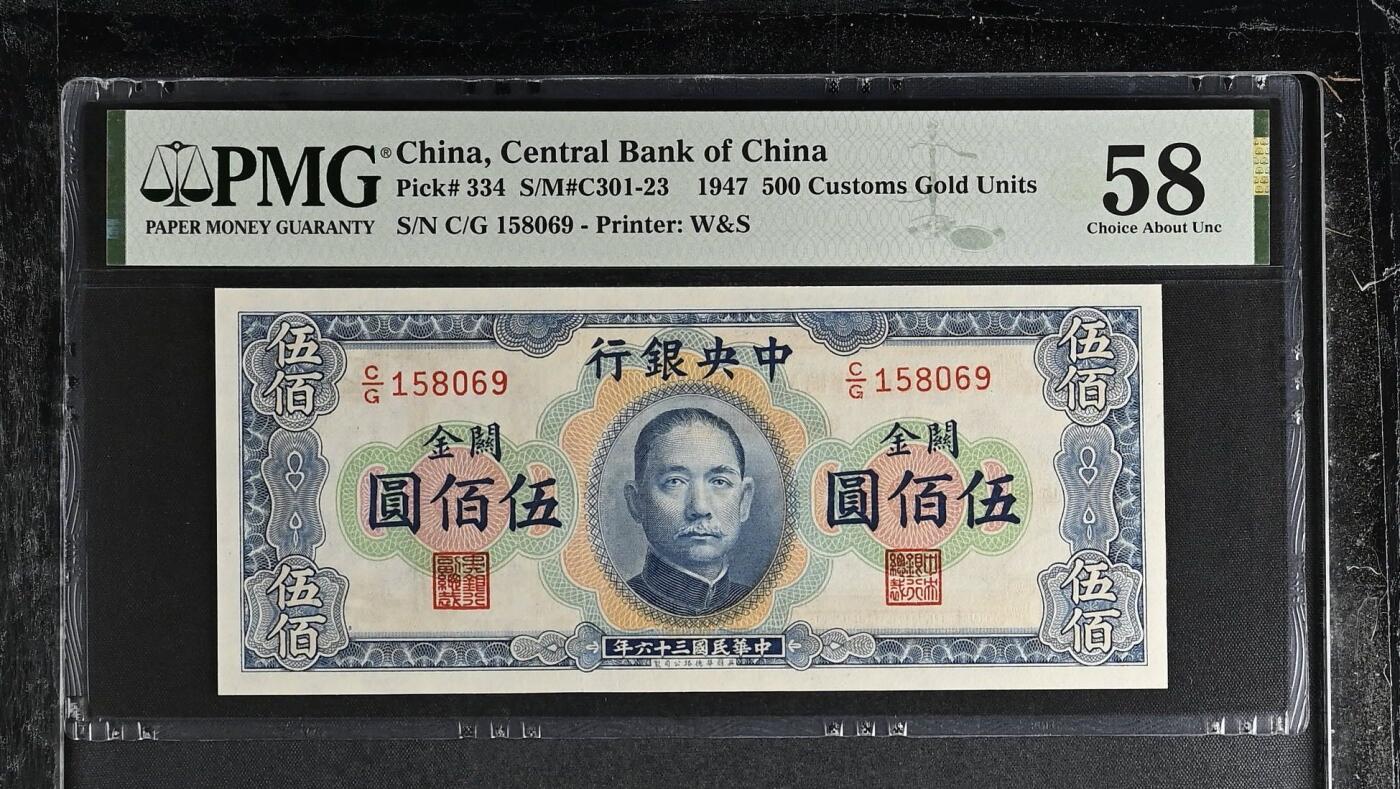 PMG®
PAPER MONEY GUARANTY
China, Central Bank of China
Pick# 334 S/M#C301-23 1947 500 Customs Gold Units
S/N C/G 158069 - Printer: W&S
58
Choice About Unc
中央銀行
伍佰
伍佰
C/G 158069
C/G 158069
關金
關金
伍佰圓
伍佰圓
伍佰
伍佰
中華民國三十六年